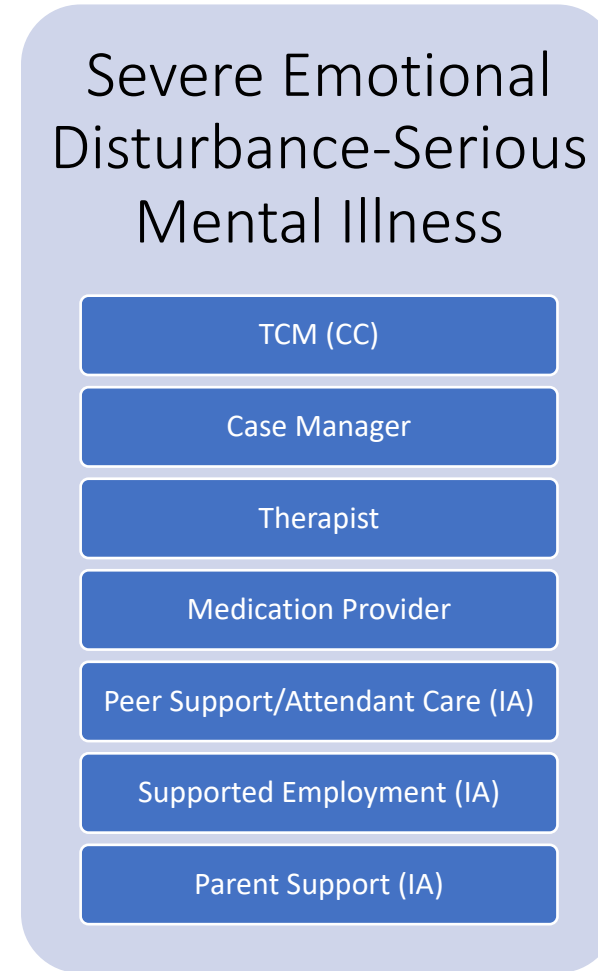 Severe Emotional
Disturbance-Serious
Mental Illness
TCM (CC)
Case Manager
Therapist
Medication Provider
Peer Support/Attendant Care (IA)
Supported Employment (IA)
Parent Support (IA)